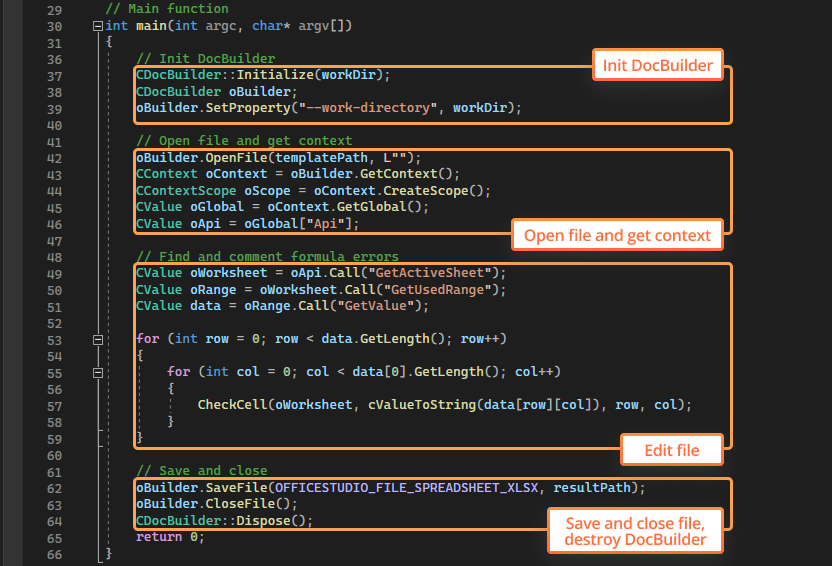 29 // Main function
30 int main(int argc, char* argv[])
31 {
36 // Init DocBuilder
Init DocBuilder
37 CDocBuilder::Initialize(workDir);
38 CDocBuilder oBuilder;
39 oBuilder.SetProperty("--work-directory", workDir);
40
41 // Open file and get context
42 oBuilder.OpenFile(templatePath, L"");
43 CContext oContext = oBuilder.GetContext();
44 CContextScope oScope = oContext.CreateScope();
45 CValue oGlobal = oContext.GetGlobal();
46 CValue oApi = oGlobal["Api"];
Open file and get context
47
48 // Find and comment formula errors
49 CValue oWorksheet = oApi.Call("GetActiveSheet");
50 CValue oRange = oWorksheet.Call("GetUsedRange");
51 CValue data = oRange.Call("GetValue");
52
53 for (int row = 0; row < data.GetLength(); row++)
54 {
55 for (int col = 0; col < data[0].GetLength(); col++)
56 {
57 CheckCell(oWorksheet, cValueToString(data[row][col]), row, col);
58 }
59 }
Edit file
60
61 // Save and close
62 oBuilder.SaveFile(OFFICESTUDIO_FILE_SPREADSHEET_XLSX, resultPath);
63 oBuilder.CloseFile();
64 CDocBuilder::Dispose();
Save and close file,
destroy DocBuilder
65 return 0;
66 }